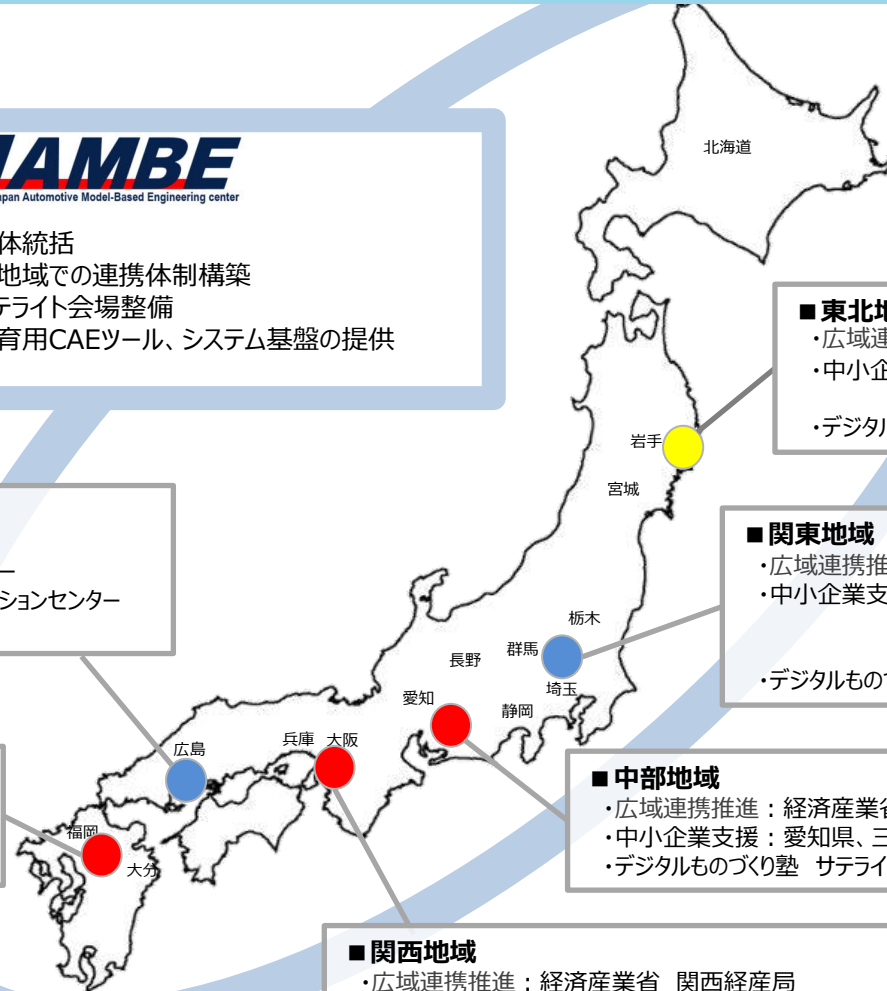 AMBE
apan Automotive Model-Based Engineering center
体統括
地域での連携体制構築
テライト会場整備
育用CAEツール、システム基盤の提供
北海道
■東北地
・広域連
・中小企
・デジタル
岩手
宮城
ー
ションセンター
■関東地域
・広域連携推
・中小企業支
・デジタルもの
栃木
群馬
長野
埼玉
愛知
静岡
兵庫 大阪
広島
■中部地域
・広域連携推進：経済産業省
・中小企業支援：愛知県、三
・デジタルものづくり塾 サテライ
福岡
大分
■関西地域
・広域連携推進：経済産業省 関西経産局